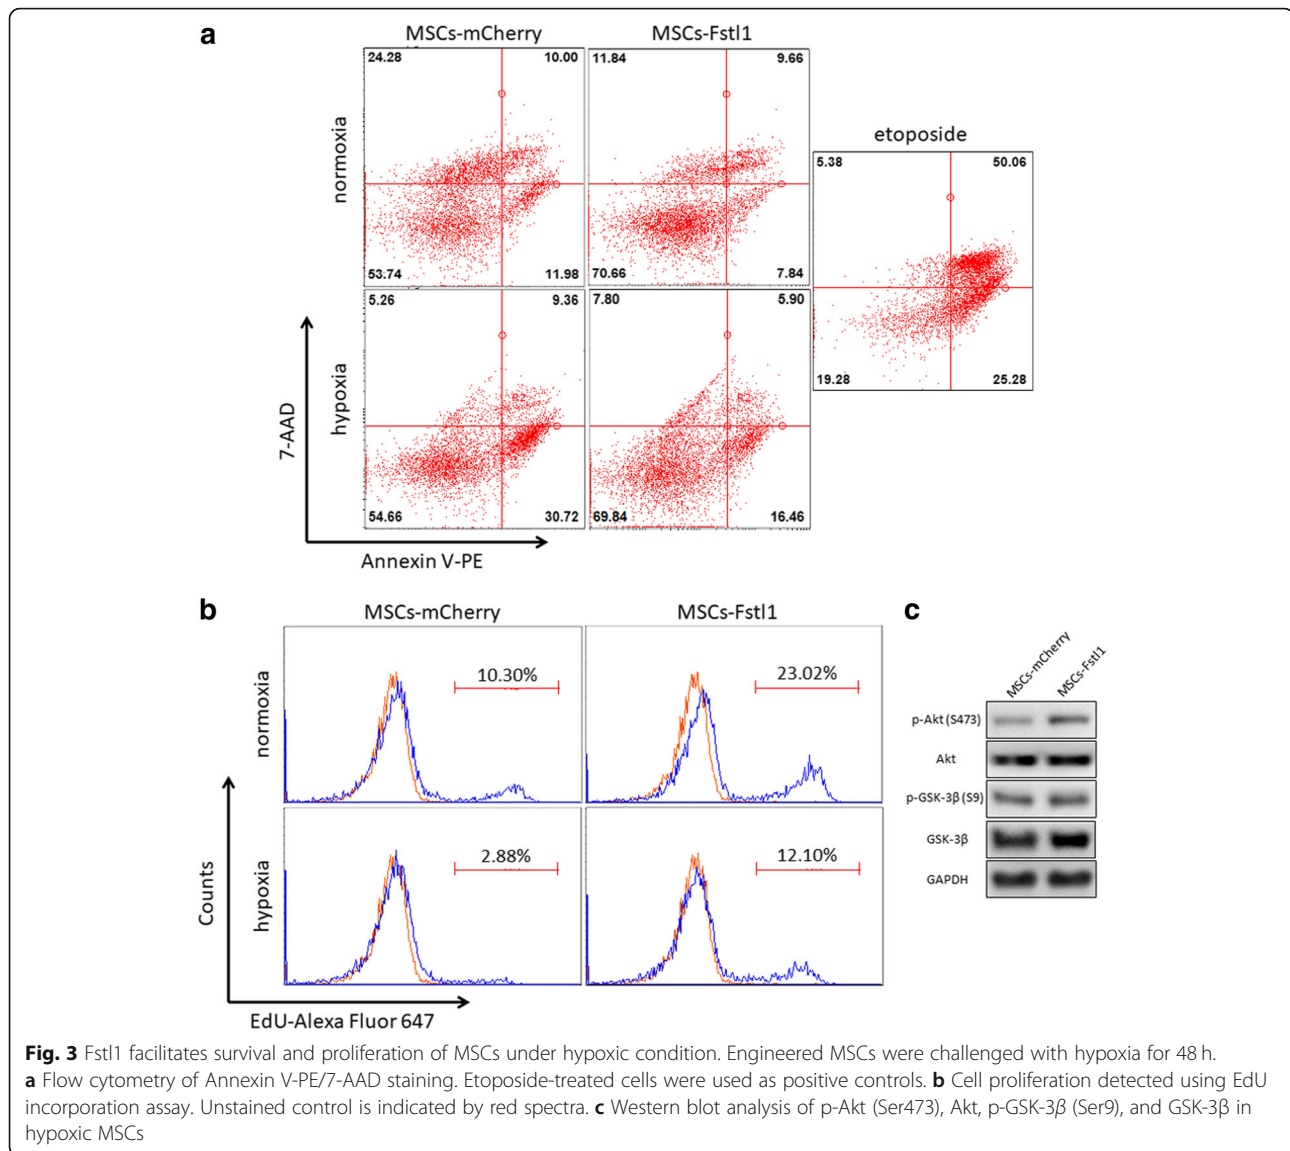 a
MSCs-mCherry
MSCs-Fstl1
24.28
10.00
11.84
9.66
normoxia
53.74
11.98
70.66
7.84
etoposide
5.38
50.06
19.28
25.28
5.26
9.36
7.80
5.90
R2
R2
hypoxia
54.66
30.72
69.84
16.46
7-AAD
Annexin V-PE
b
MSCs-mCherry
MSCs-Fstl1
normoxia
10.30%
23.02%
hypoxia
2.88%
12.10%
Counts
EdU-Alexa Fluor 647
c
MSCs-mCherry
MSCs-Fstl1
p-Akt (S473)
Akt
p-GSK-3β (S9)
GSK-3β
GAPDH
Fig. 3 Fstl1 facilitates survival and proliferation of MSCs under hypoxic condition. Engineered MSCs were challenged with hypoxia for 48 h.
a Flow cytometry of Annexin V-PE/7-AAD staining. Etoposide-treated cells were used as positive controls. b Cell proliferation detected using EdU
incorporation assay. Unstained control is indicated by red spectra. c Western blot analysis of p-Akt (Ser473), Akt, p-GSK-3β (Ser9), and GSK-3β in
hypoxic MSCs